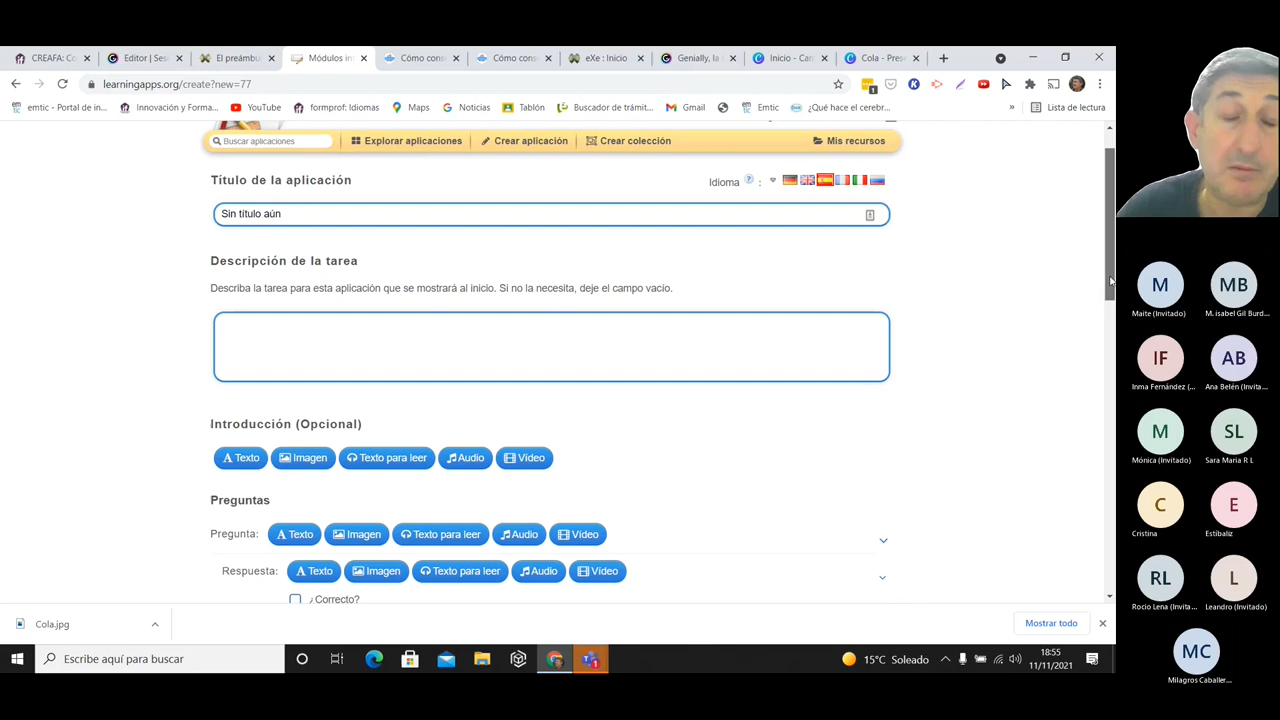 CREAFA: Co
Editor | Ses
El preámbu
Módulos in
Cómo cons
Cómo cons
eXe : Inicio
Genially, la
Inicio - Can
Cola - Pres
learningapps.org/create?new=77
emtic - Portal de in...
Innovación y Forma...
YouTube
formprof: Idiomas
Maps
Noticias
Tablón
Buscador de trámit...
Gmail
Emtic
¿Qué hace el cerebr...
»
Lista de lectura
Buscar aplicaciones
Explorar aplicaciones
Crear aplicación
Crear colección
Mis recursos
Título de la aplicación
Idioma ? :
Sin título aún
Descripción de la tarea
Describa la tarea para esta aplicación que se mostrará al inicio. Si no la necesita, deje el campo vacío.
Introducción (Opcional)
A Texto
Imagen
Texto para leer
Audio
Vídeo
Preguntas
Pregunta:
A Texto
Imagen
Texto para leer
Audio
Vídeo
Respuesta:
A Texto
Imagen
Texto para leer
Audio
Vídeo
¿Correcto?
Cola.jpg
Mostrar todo
Escribe aquí para buscar
15°C Soleado
18:55
11/11/2021
M
Maite (Invitado)
MB
M. isabel Gil Burd...
IF
Inma Fernández (...
AB
Ana Belén (Invita...
M
Mónica (Invitado)
SL
Sara Maria R L
C
Cristina
E
Estíbaliz
RL
Rocio Lena (Invita...
L
Leandro (Invitado)
MC
Milagros Caballer...